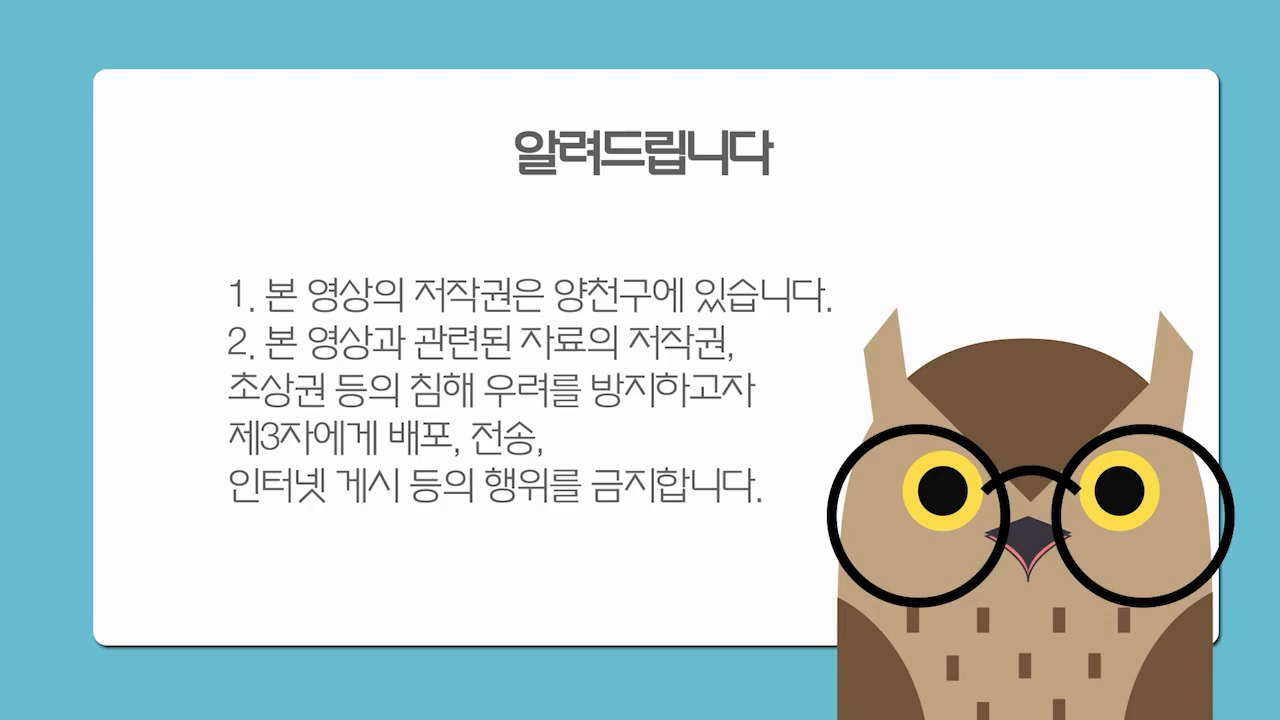 알려드립니다
1. 본 영상의 저작권은 양천구에 있습니다.
2. 본 영상과 관련된 자료의 저작권,
초상권 등의 침해 우려를 방지하고자
제3자에게 배포, 전송,
인터넷 게시 등의 행위를 금지합니다.